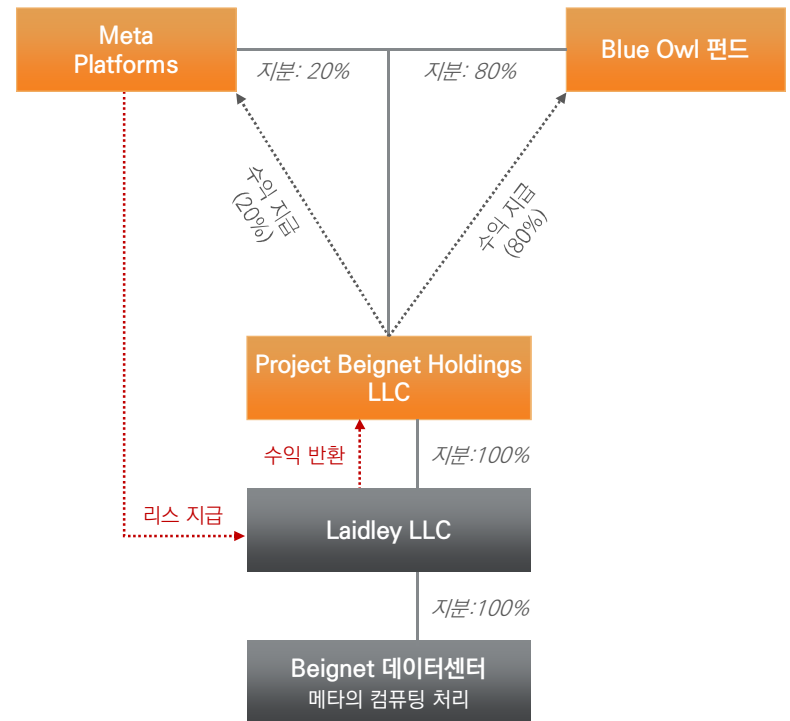 Meta
Platforms
Blue Owl 펀드
지분: 20%
지분: 80%
수익 지급
(20%)
수익 지급
(80%)
Project Beignet Holdings
LLC
수익 반환
지분:100%
리스 지급
Laidley LLC
지분:100%
Beignet 데이터센터
메타의 컴퓨팅 처리